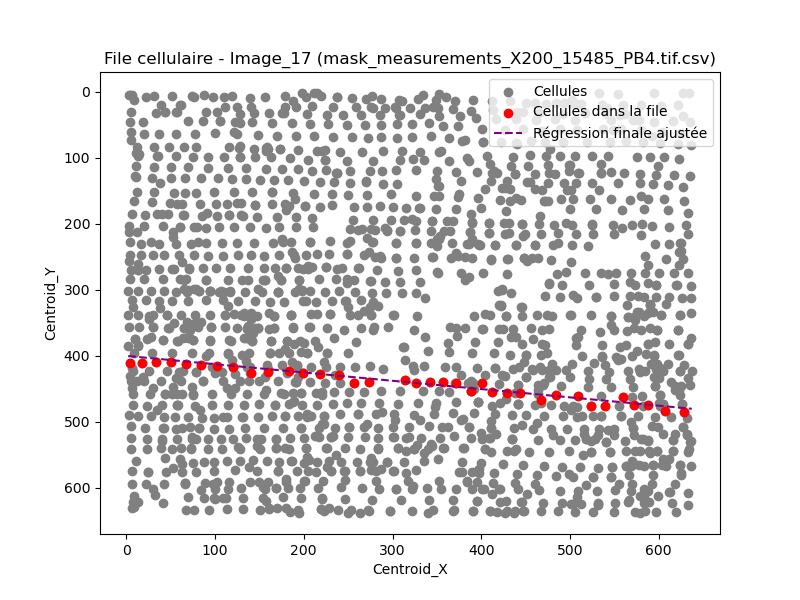 File cellulaire - Image_17 (mask_measurements_X200_15485_PB4.tif.csv)
Cellules
Cellules dans la file
Régression finale ajustée
Centroid_Y
0
100
200
300
400
500
600
0 100 200 300 400 500 600
Centroid_X